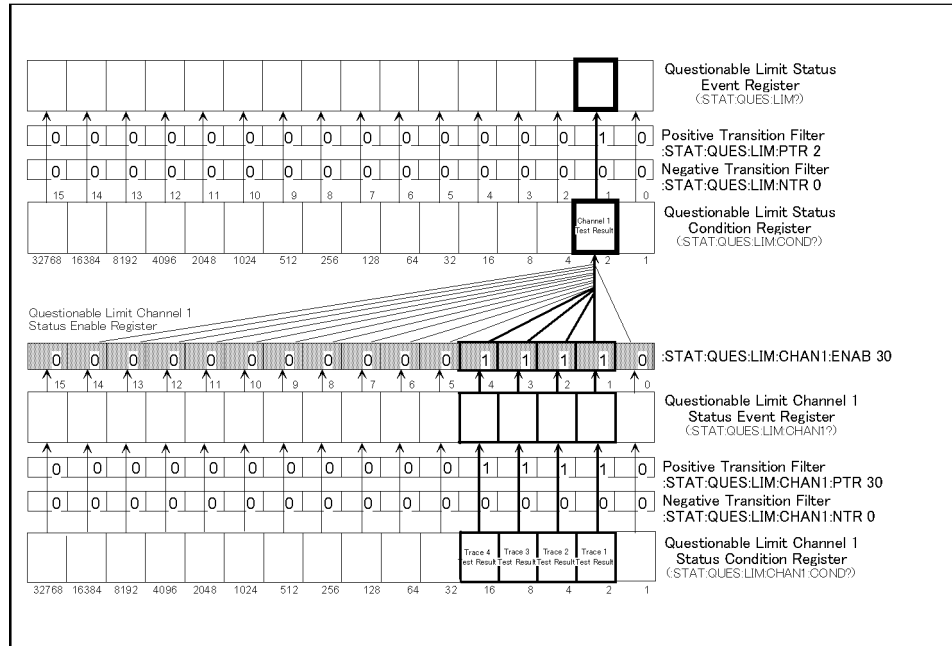 Questionable Limit Status
Event Register
(STAT:QUES:LIM?)
0 0 0 0 0 0 0 0 0 0 0 0 0 0 1 0
Positive Transition Filter
:STAT:QUES:LIM:PTR 2
0 0 0 0 0 0 0 0 0 0 0 0 0 0 0 0
Negative Transition Filter
:STAT:QUES:LIM:NTR 0
15 14 13 12 11 10 9 8 7 6 5 4 3 2 1 0
Channel 1
Test Result
Questionable Limit Status
Condition Register
(STAT:QUES:LIM:COND?)
32768 16384 8192 4096 2048 1024 512 256 128 64 32 16 8 4 2 1
Questionable Limit Channel 1
Status Enable Register
0 0 0 0 0 0 0 0 0 0 0 1 1 1 1 0
:STAT:QUES:LIM:CHAN1:ENAB 30
15 14 13 12 11 10 9 8 7 6 5 4 3 2 1 0
Questionable Limit Channel 1
Status Event Register
(STAT:QUES:LIM:CHAN1?)
0 0 0 0 0 0 0 0 0 0 0 1 1 1 1 0
Positive Transition Filter
:STAT:QUES:LIM:CHAN1:PTR 30
0 0 0 0 0 0 0 0 0 0 0 0 0 0 0 0
Negative Transition Filter
:STAT:QUES:LIM:CHAN1:NTR 0
Trace 4 Trace 3 Trace 2 Trace 1
Test Result Test Result Test Result Test Result
Questionable Limit Channel 1
Status Condition Register
(:STAT:QUES:LIM:CHAN1:COND?)
32768 16384 8192 4096 2048 1024 512 256 128 64 32 16 8 4 2 1